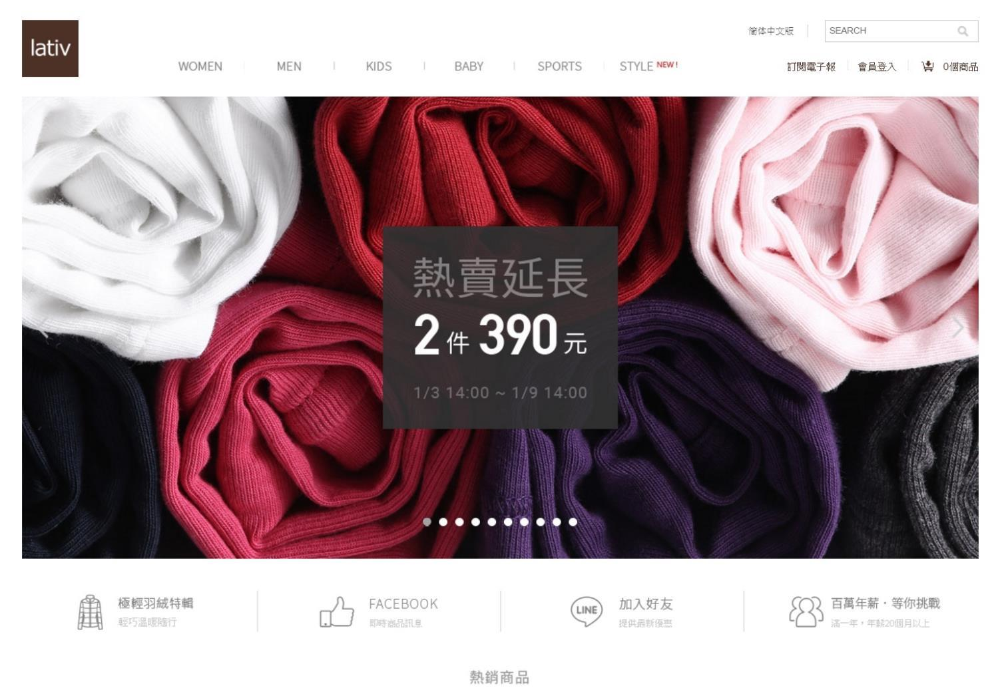 lativ
简体中文版
SEARCH
WOMEN MEN KIDS BABY SPORTS STYLE NEW !
訂閱電子報 會員登入 0個商品
熱賣延長
2件390元
1/3 14:00 ~ 1/9 14:00
極輕羽絨特輯
輕巧溫暖隨行
FACEBOOK
即時商品訊息
LINE
加入好友
提供最新優惠
百萬年薪・等你挑戰
滿一年，年薪20個月以上
熱銷商品